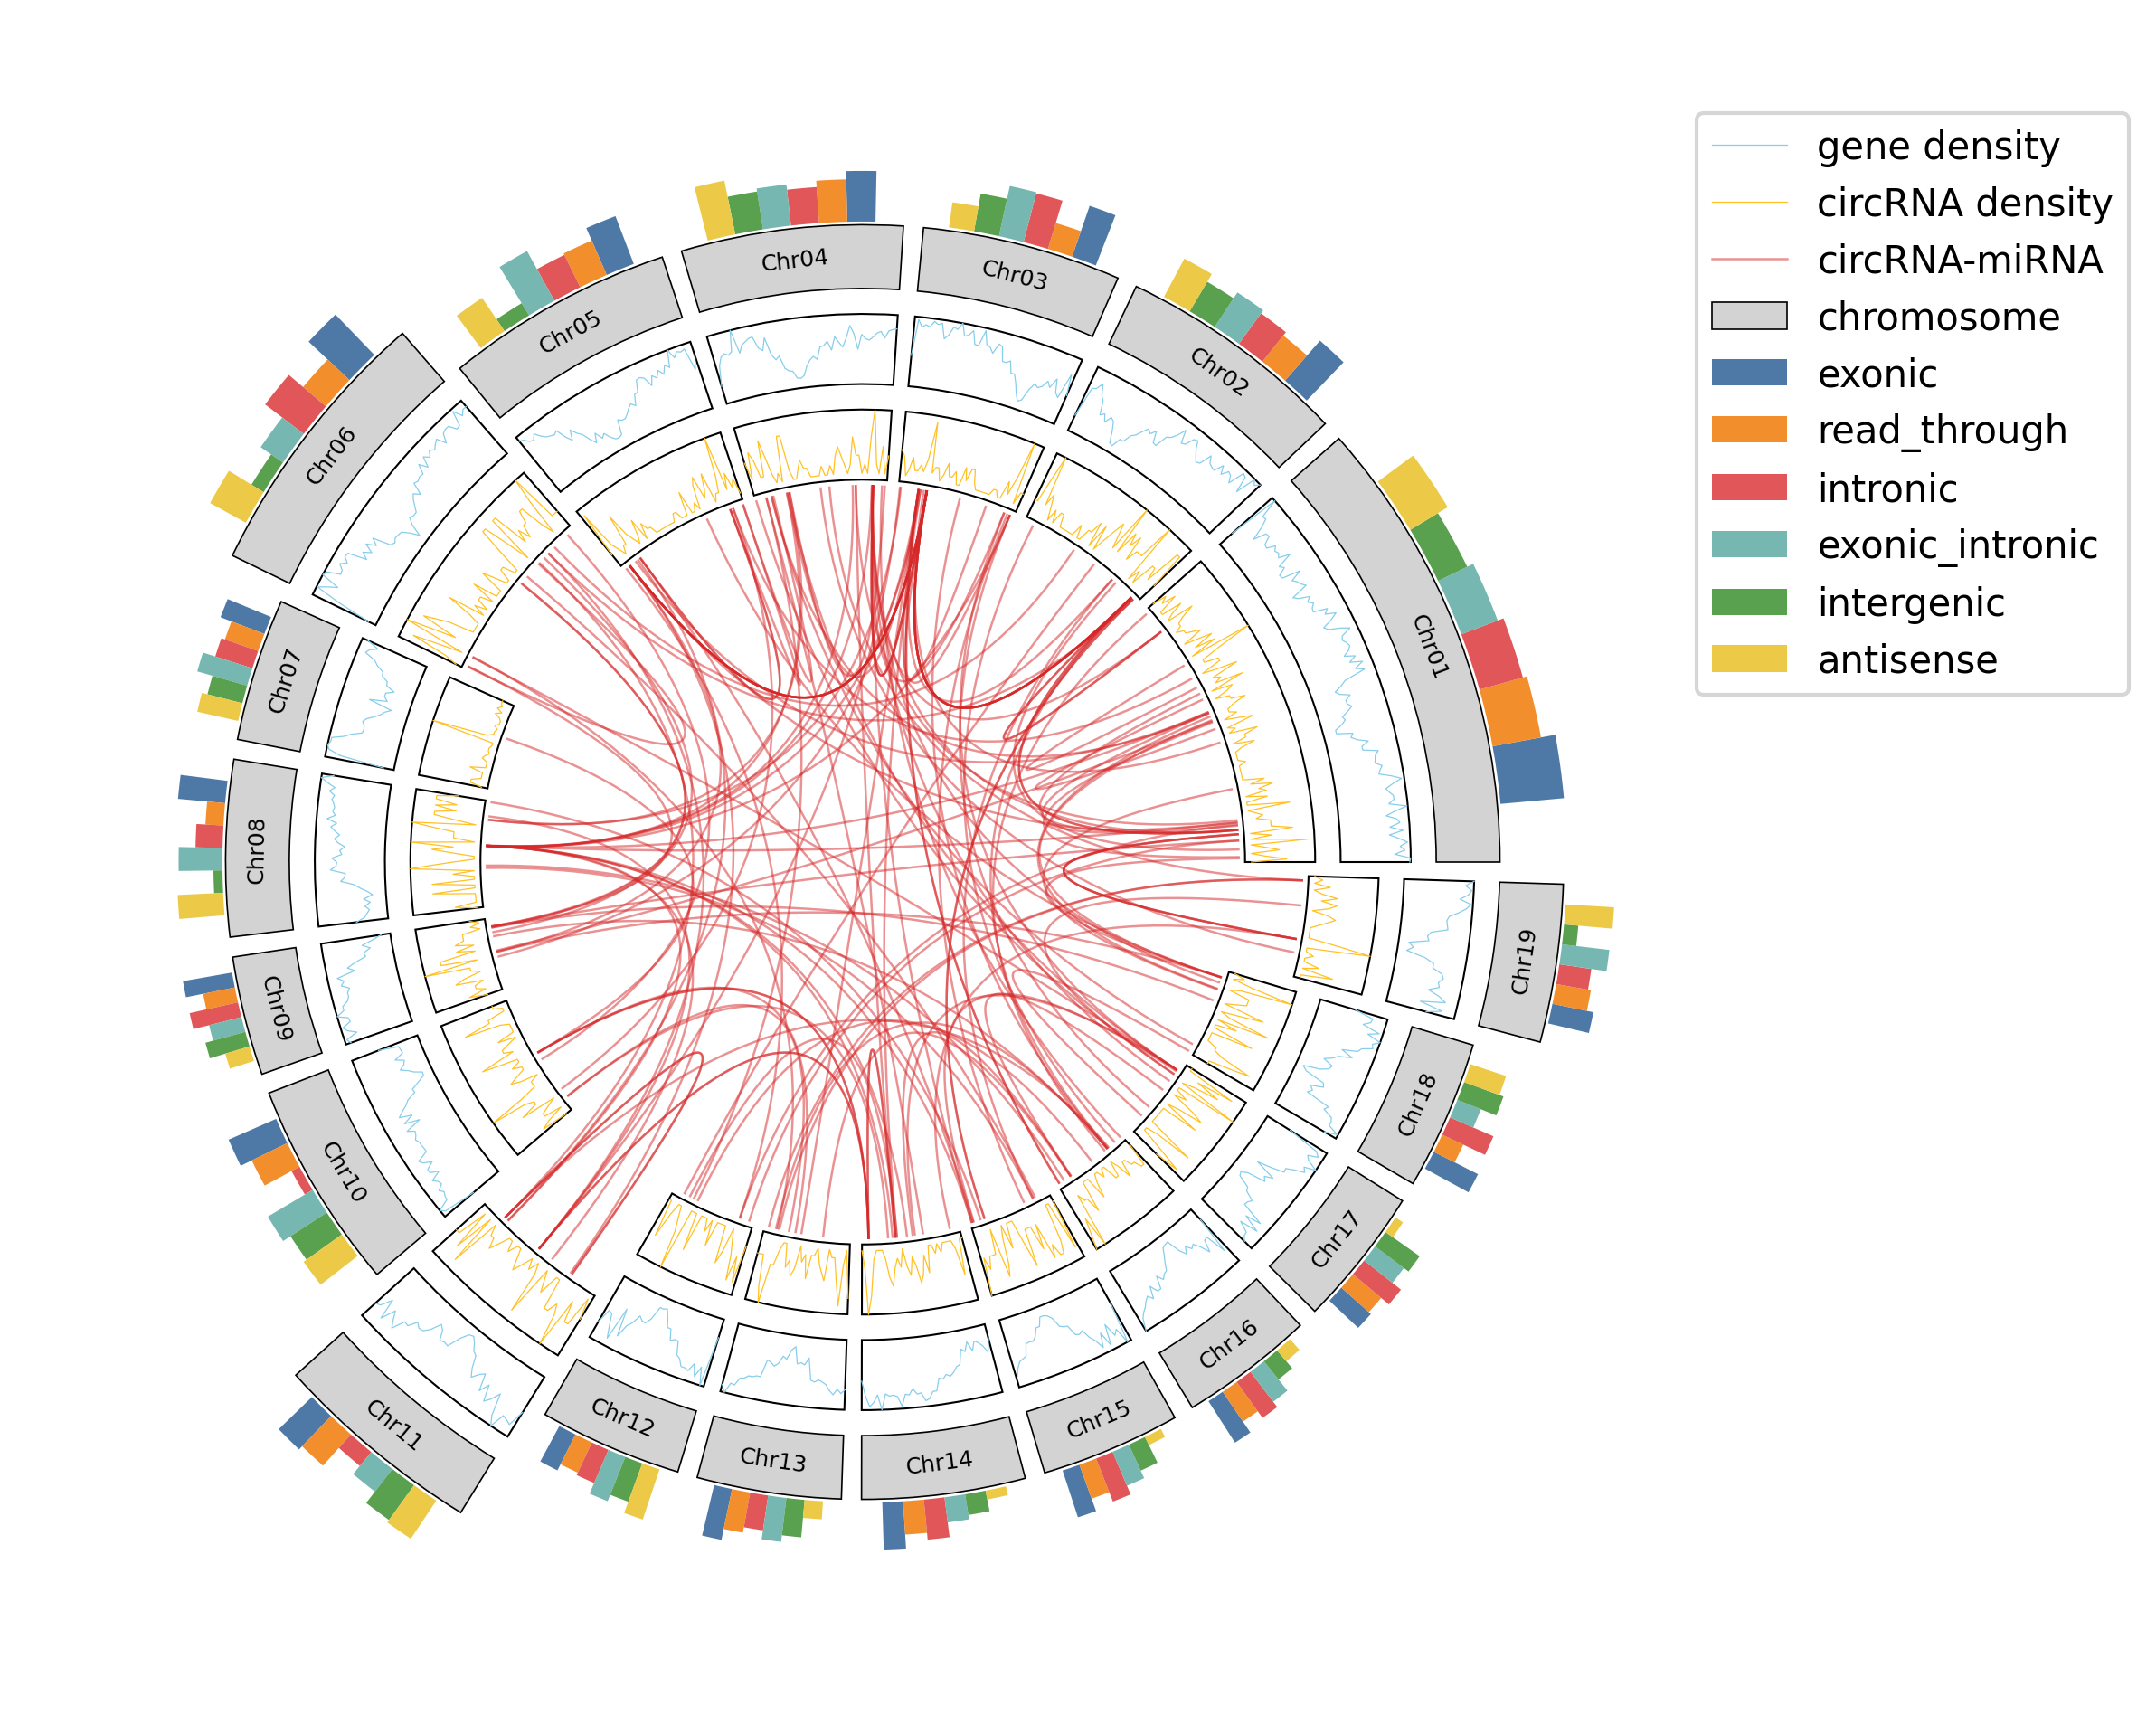 gene density
circRNA density
circRNA-miRNA
chromosome
exonic
read_through
intronic
exonic_intronic
intergenic
antisense
Chr01
Chr02
Chr03
Chr04
Chr05
Chr06
Chr07
Chr08
Chr09
Chr10
Chr11
Chr12
Chr13
Chr14
Chr15
Chr16
Chr17
Chr18
Chr19